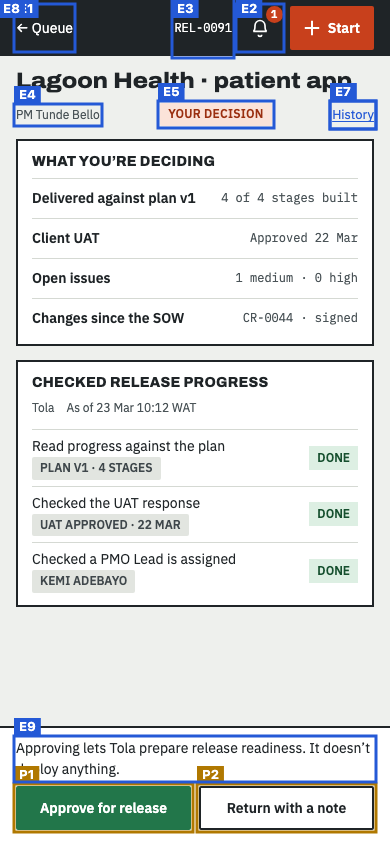 E8
E1
← Queue
E3
REL-0091
E2
1
+ Start
Lagoon Health · patient app
E4
PM Tunde Bello
E5
YOUR DECISION
E7
History
WHAT YOU'RE DECIDING
Delivered against plan v1 4 of 4 stages built
Client UAT Approved 22 Mar
Open issues 1 medium · 0 high
Changes since the SOW CR-0044 · signed
CHECKED RELEASE PROGRESS
Tola As of 23 Mar 10:12 WAT
Read progress against the plan
PLAN V1 · 4 STAGES
DONE
Checked the UAT response
UAT APPROVED · 22 MAR
DONE
Checked a PMO Lead is assigned
KEMI ADEBAYO
DONE
E9
Approving lets Tola prepare release readiness. It doesn't
deploy anything.
P1
Approve for release
P2
Return with a note